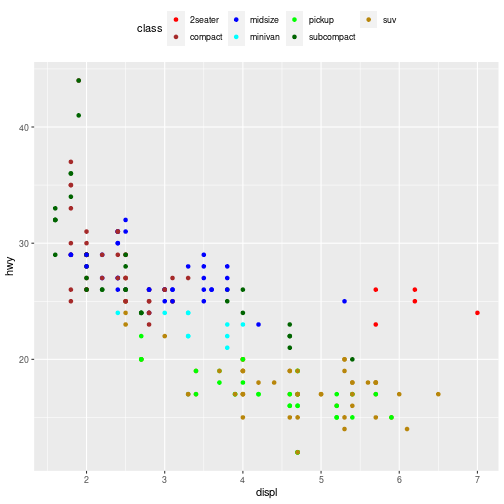 class
2seater midsize pickup suv
compact minivan subcompact
40
30
20
hwy
2 3 4 5 6 7
displ